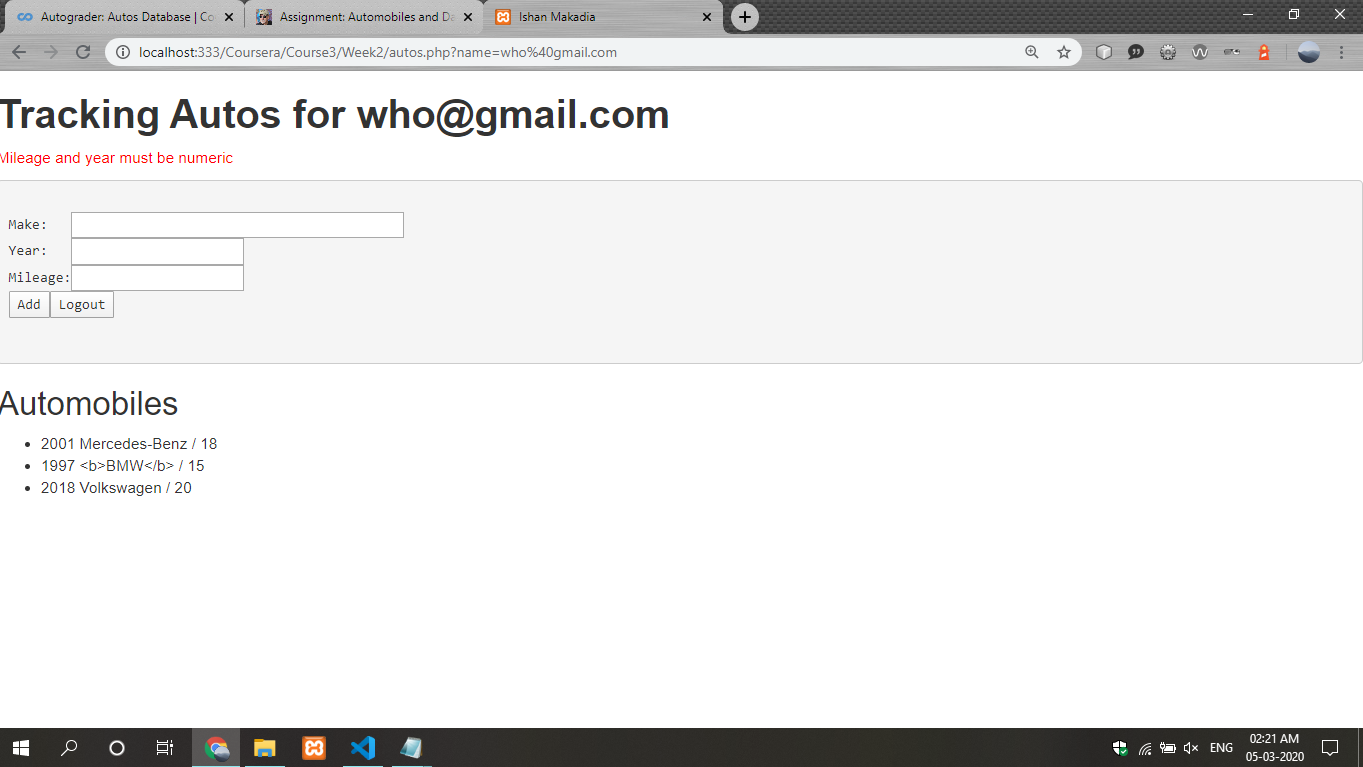 Autograder: Autos Database | Co
Assignment: Automobiles and Da
Ishan Makadia
localhost:333/Coursera/Course3/Week2/autos.php?name=who%40gmail.com
Tracking Autos for who@gmail.com
Mileage and year must be numeric
Make:
Year:
Mileage:
Add Logout
Automobiles
• 2001 Mercedes-Benz / 18
• 1997 <b>BMW</b> / 15
• 2018 Volkswagen / 20
ENG
02:21 AM
05-03-2020